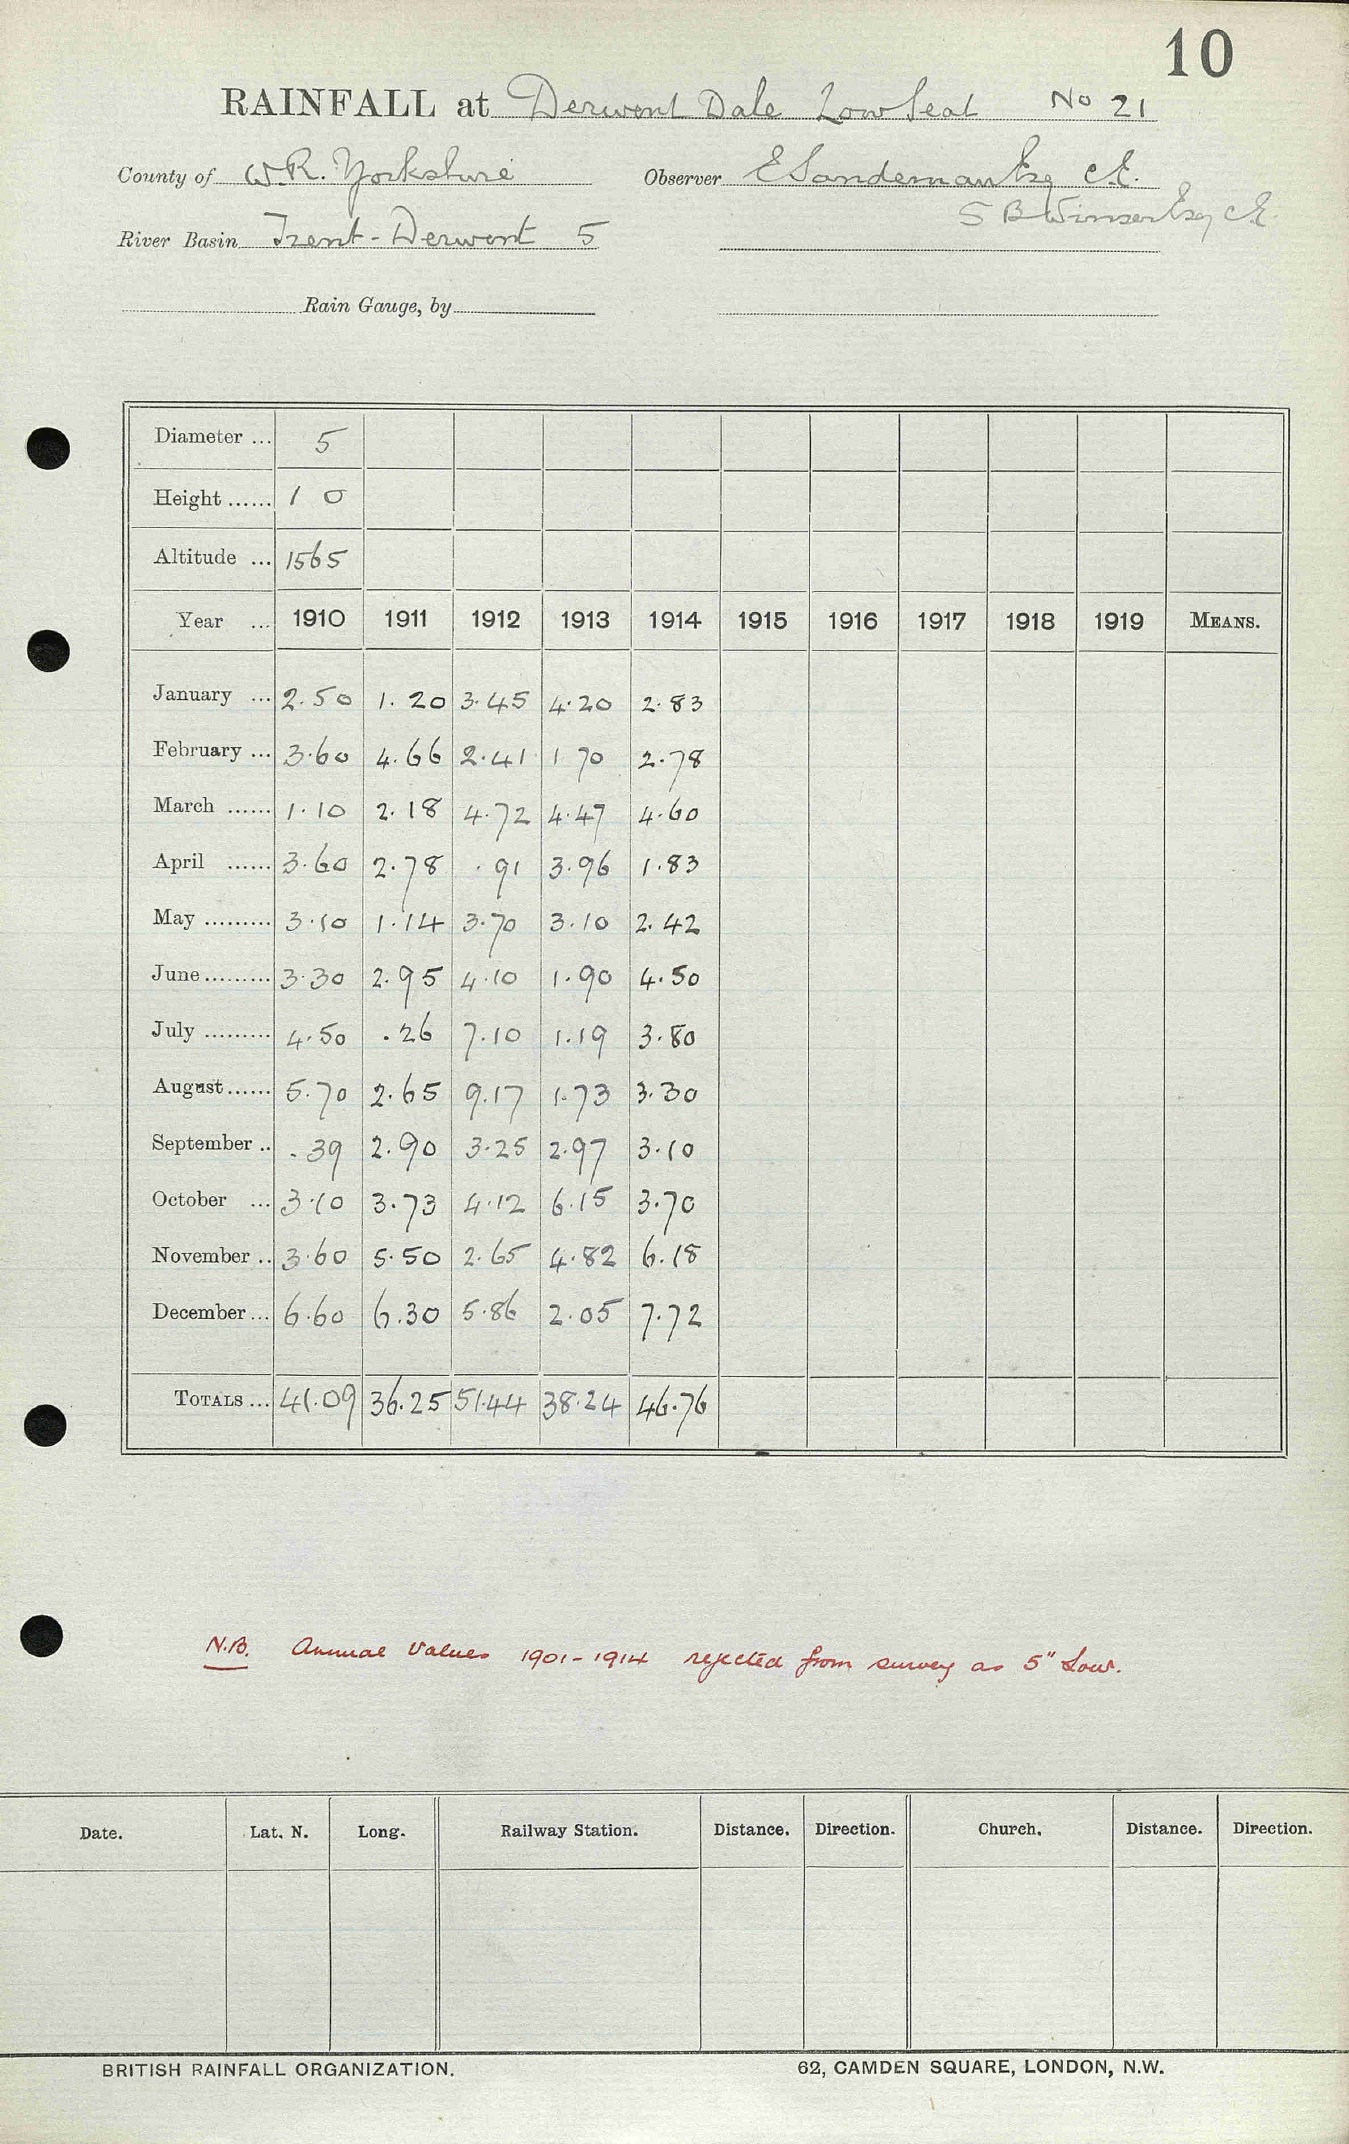 10
RAINFALL at Derwent Dale Low Seat No 21
County of W.R. Yorkshire Observer E Sandeman Esq C.E.
S B Winser Esq C.E.
River Basin Trent-Derwent 5
Rain Gauge, by
Diameter ... 5
Height ...... 1 0
Altitude ... 1565
Year ... 1910 1911 1912 1913 1914 1915 1916 1917 1918 1919 MEANS.
January ... 2.50 1.20 3.45 4.20 2.83
February ... 3.60 4.66 2.41 1.70 2.78
March ...... 1.10 2.18 4.72 4.47 4.60
April ...... 3.60 2.78 .91 3.96 1.83
May ......... 3.10 1.14 3.70 3.10 2.42
June ......... 3.30 2.95 4.10 1.90 4.50
July ......... 4.50 .26 7.10 1.19 3.80
August ...... 5.70 2.65 9.17 1.73 3.30
September .. .39 2.90 3.25 2.97 3.10
October ... 3.10 3.73 4.12 6.15 3.70
November .. 3.60 5.50 2.65 4.82 6.18
December ... 6.60 6.30 5.86 2.05 7.72
TOTALS ... 41.09 36.25 51.44 38.24 46.76
N.B. Annual Values 1901-1914 rejected from survey as 5" Low.
Date. Lat. N. Long. Railway Station. Distance. Direction. Church. Distance. Direction.
BRITISH RAINFALL ORGANIZATION. 62, CAMDEN SQUARE, LONDON, N.W.